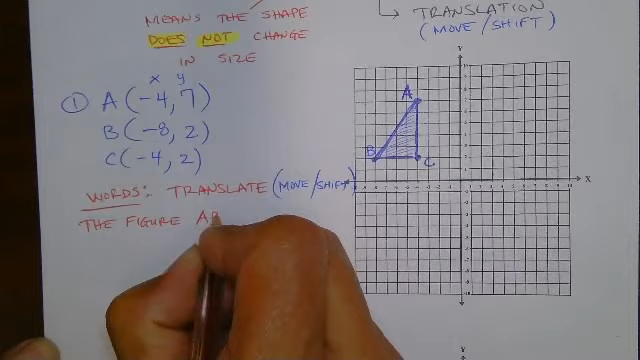 MEANS THE SHAPE
DOES NOT CHANGE
IN SIZE
TRANSLATION
(MOVE/SHIFT)
x y
① A(-4,7)
B(-8,2)
C(-4,2)
WORDS: TRANSLATE (MOVE/SHIFT)
THE FIGURE AB
Y
A
B
C
X
Y